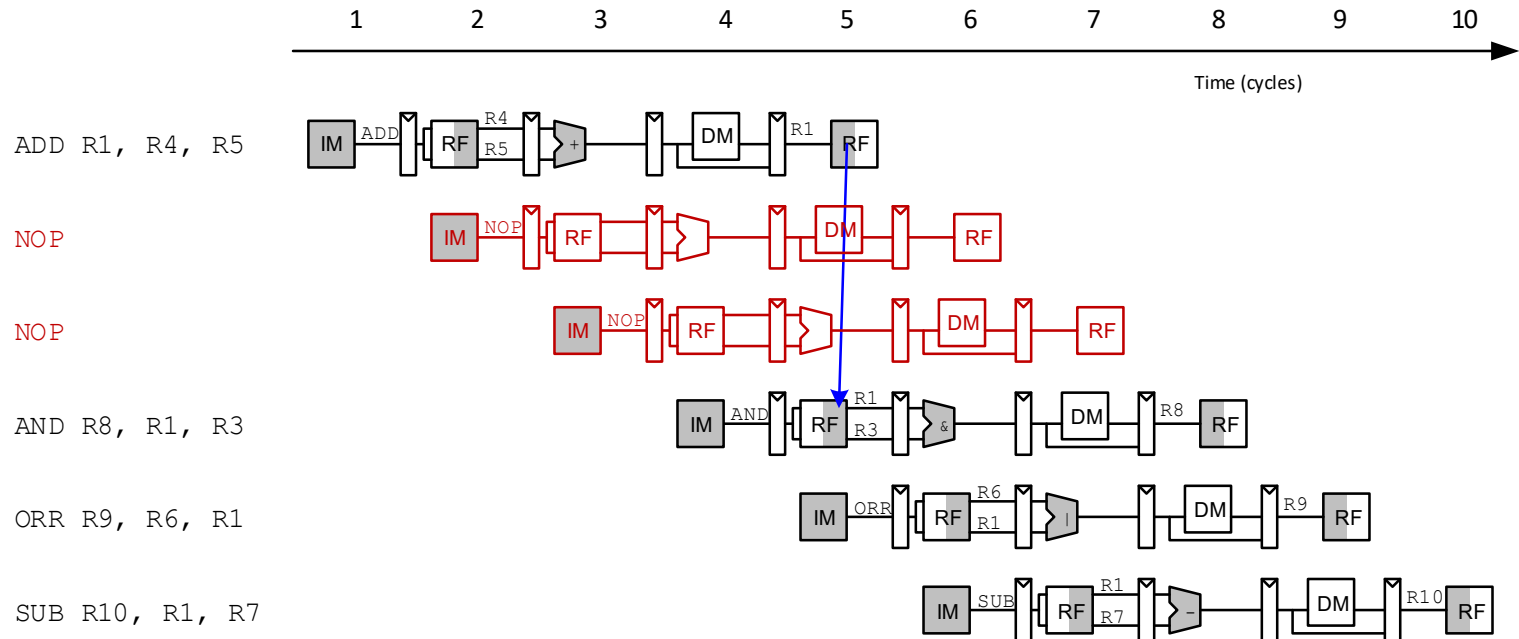 1 2 3 4 5 6 7 8 9 10
Time (cycles)
ADD R1, R4, R5 IM ADD RF R4 R5 + DM R1 RF
NOP IM NOP RF DM RF
NOP IM NOP RF DM RF
AND R8, R1, R3 IM AND RF R1 R3 & DM R8 RF
ORR R9, R6, R1 IM ORR RF R6 R1 | DM R9 RF
SUB R10, R1, R7 IM SUB RF R1 R7 - DM R10 RF